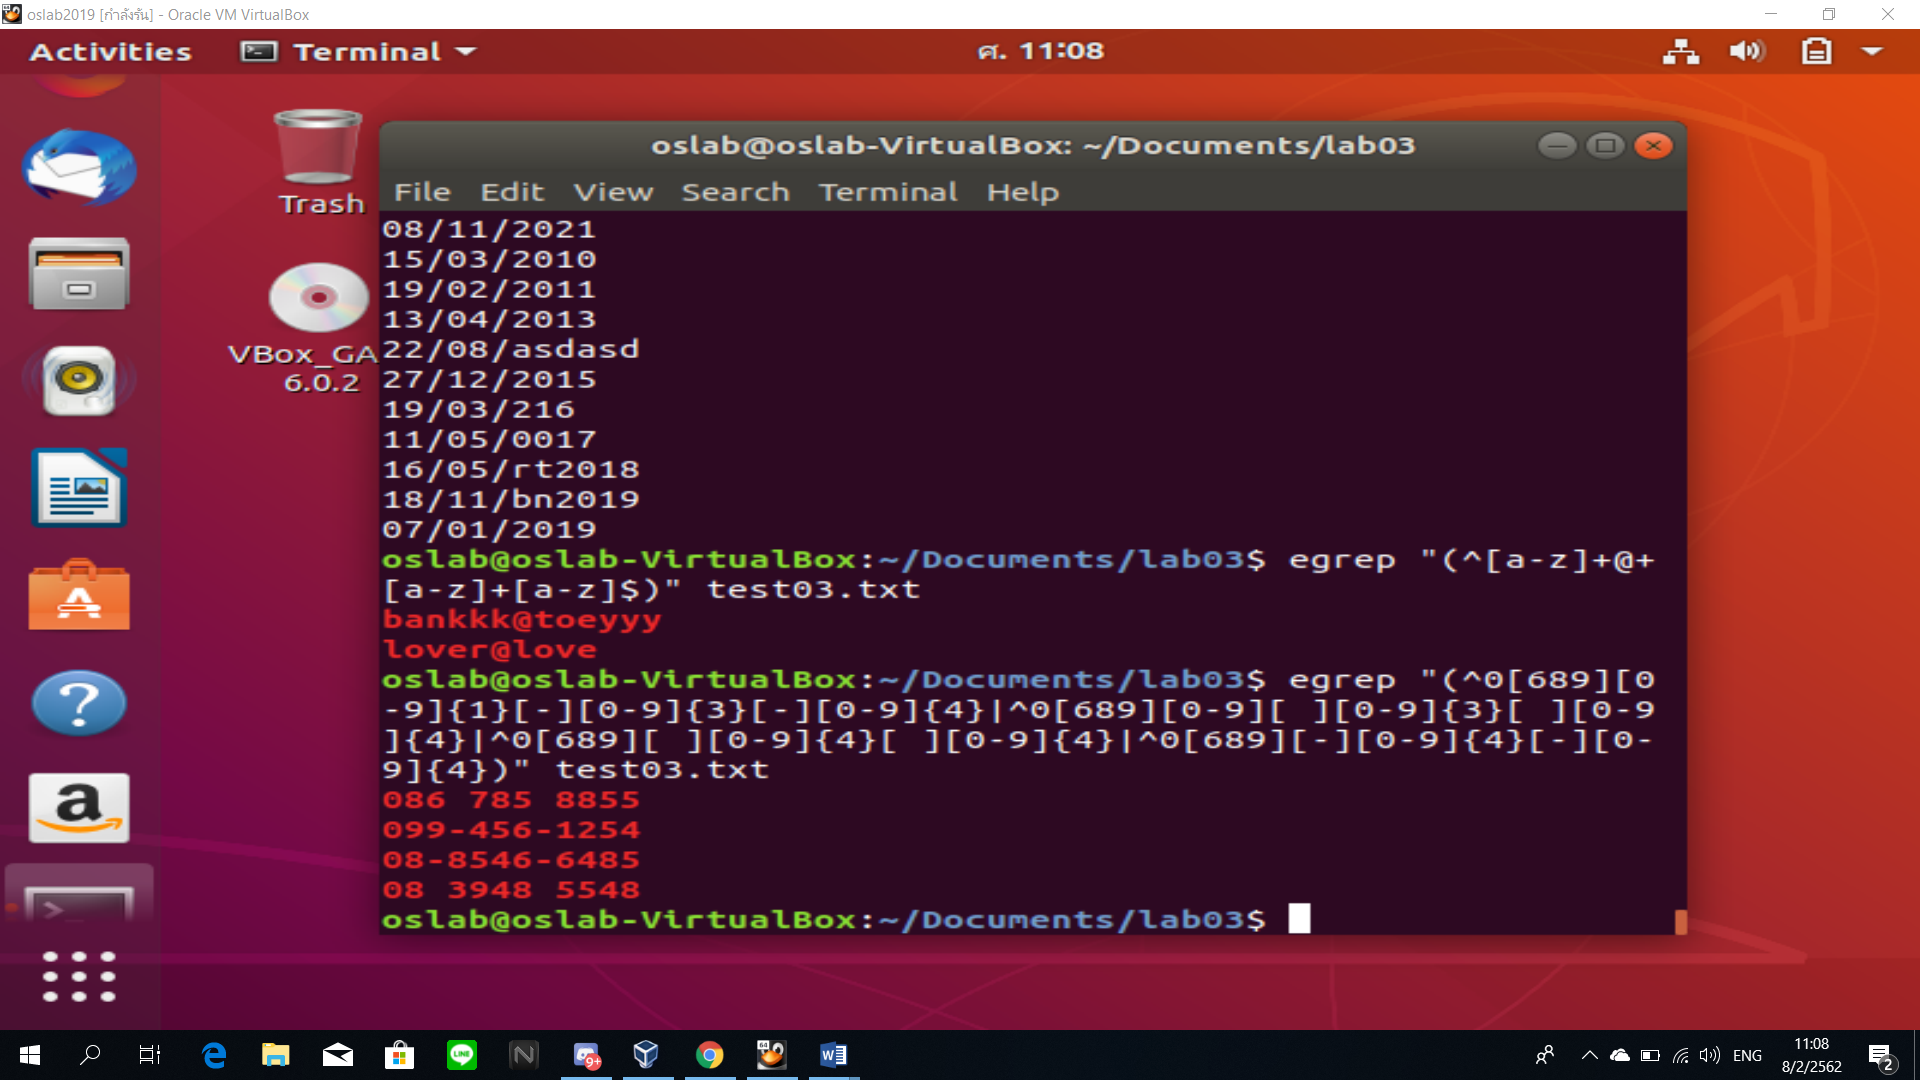 oslab2019 [กำลังรัน] - Oracle VM VirtualBox
Activities Terminal ศ. 11:08
Trash
VBox_GA
6.0.2
oslab@oslab-VirtualBox: ~/Documents/lab03
File Edit View Search Terminal Help
08/11/2021
15/03/2010
19/02/2011
13/04/2013
22/08/asdasd
27/12/2015
19/03/216
11/05/0017
16/05/rt2018
18/11/bn2019
07/01/2019
oslab@oslab-VirtualBox:~/Documents/lab03$ egrep "(^[a-z]+@+
[a-z]+[a-z]$)" test03.txt
bankkk@toeyyy
lover@love
oslab@oslab-VirtualBox:~/Documents/lab03$ egrep "(^0[689][0
-9]{1}[-][0-9]{3}[-][0-9]{4}|^0[689][0-9][ ][0-9]{3}[ ][0-9
]{4}|^0[689][ ][0-9]{4}[ ][0-9]{4}|^0[689][-][0-9]{4}[-][0-
9]{4})" test03.txt
086 785 8855
099-456-1254
08-8546-6485
08 3948 5548
oslab@oslab-VirtualBox:~/Documents/lab03$
LINE
N
9+
64
W
ENG
11:08
8/2/2562
2